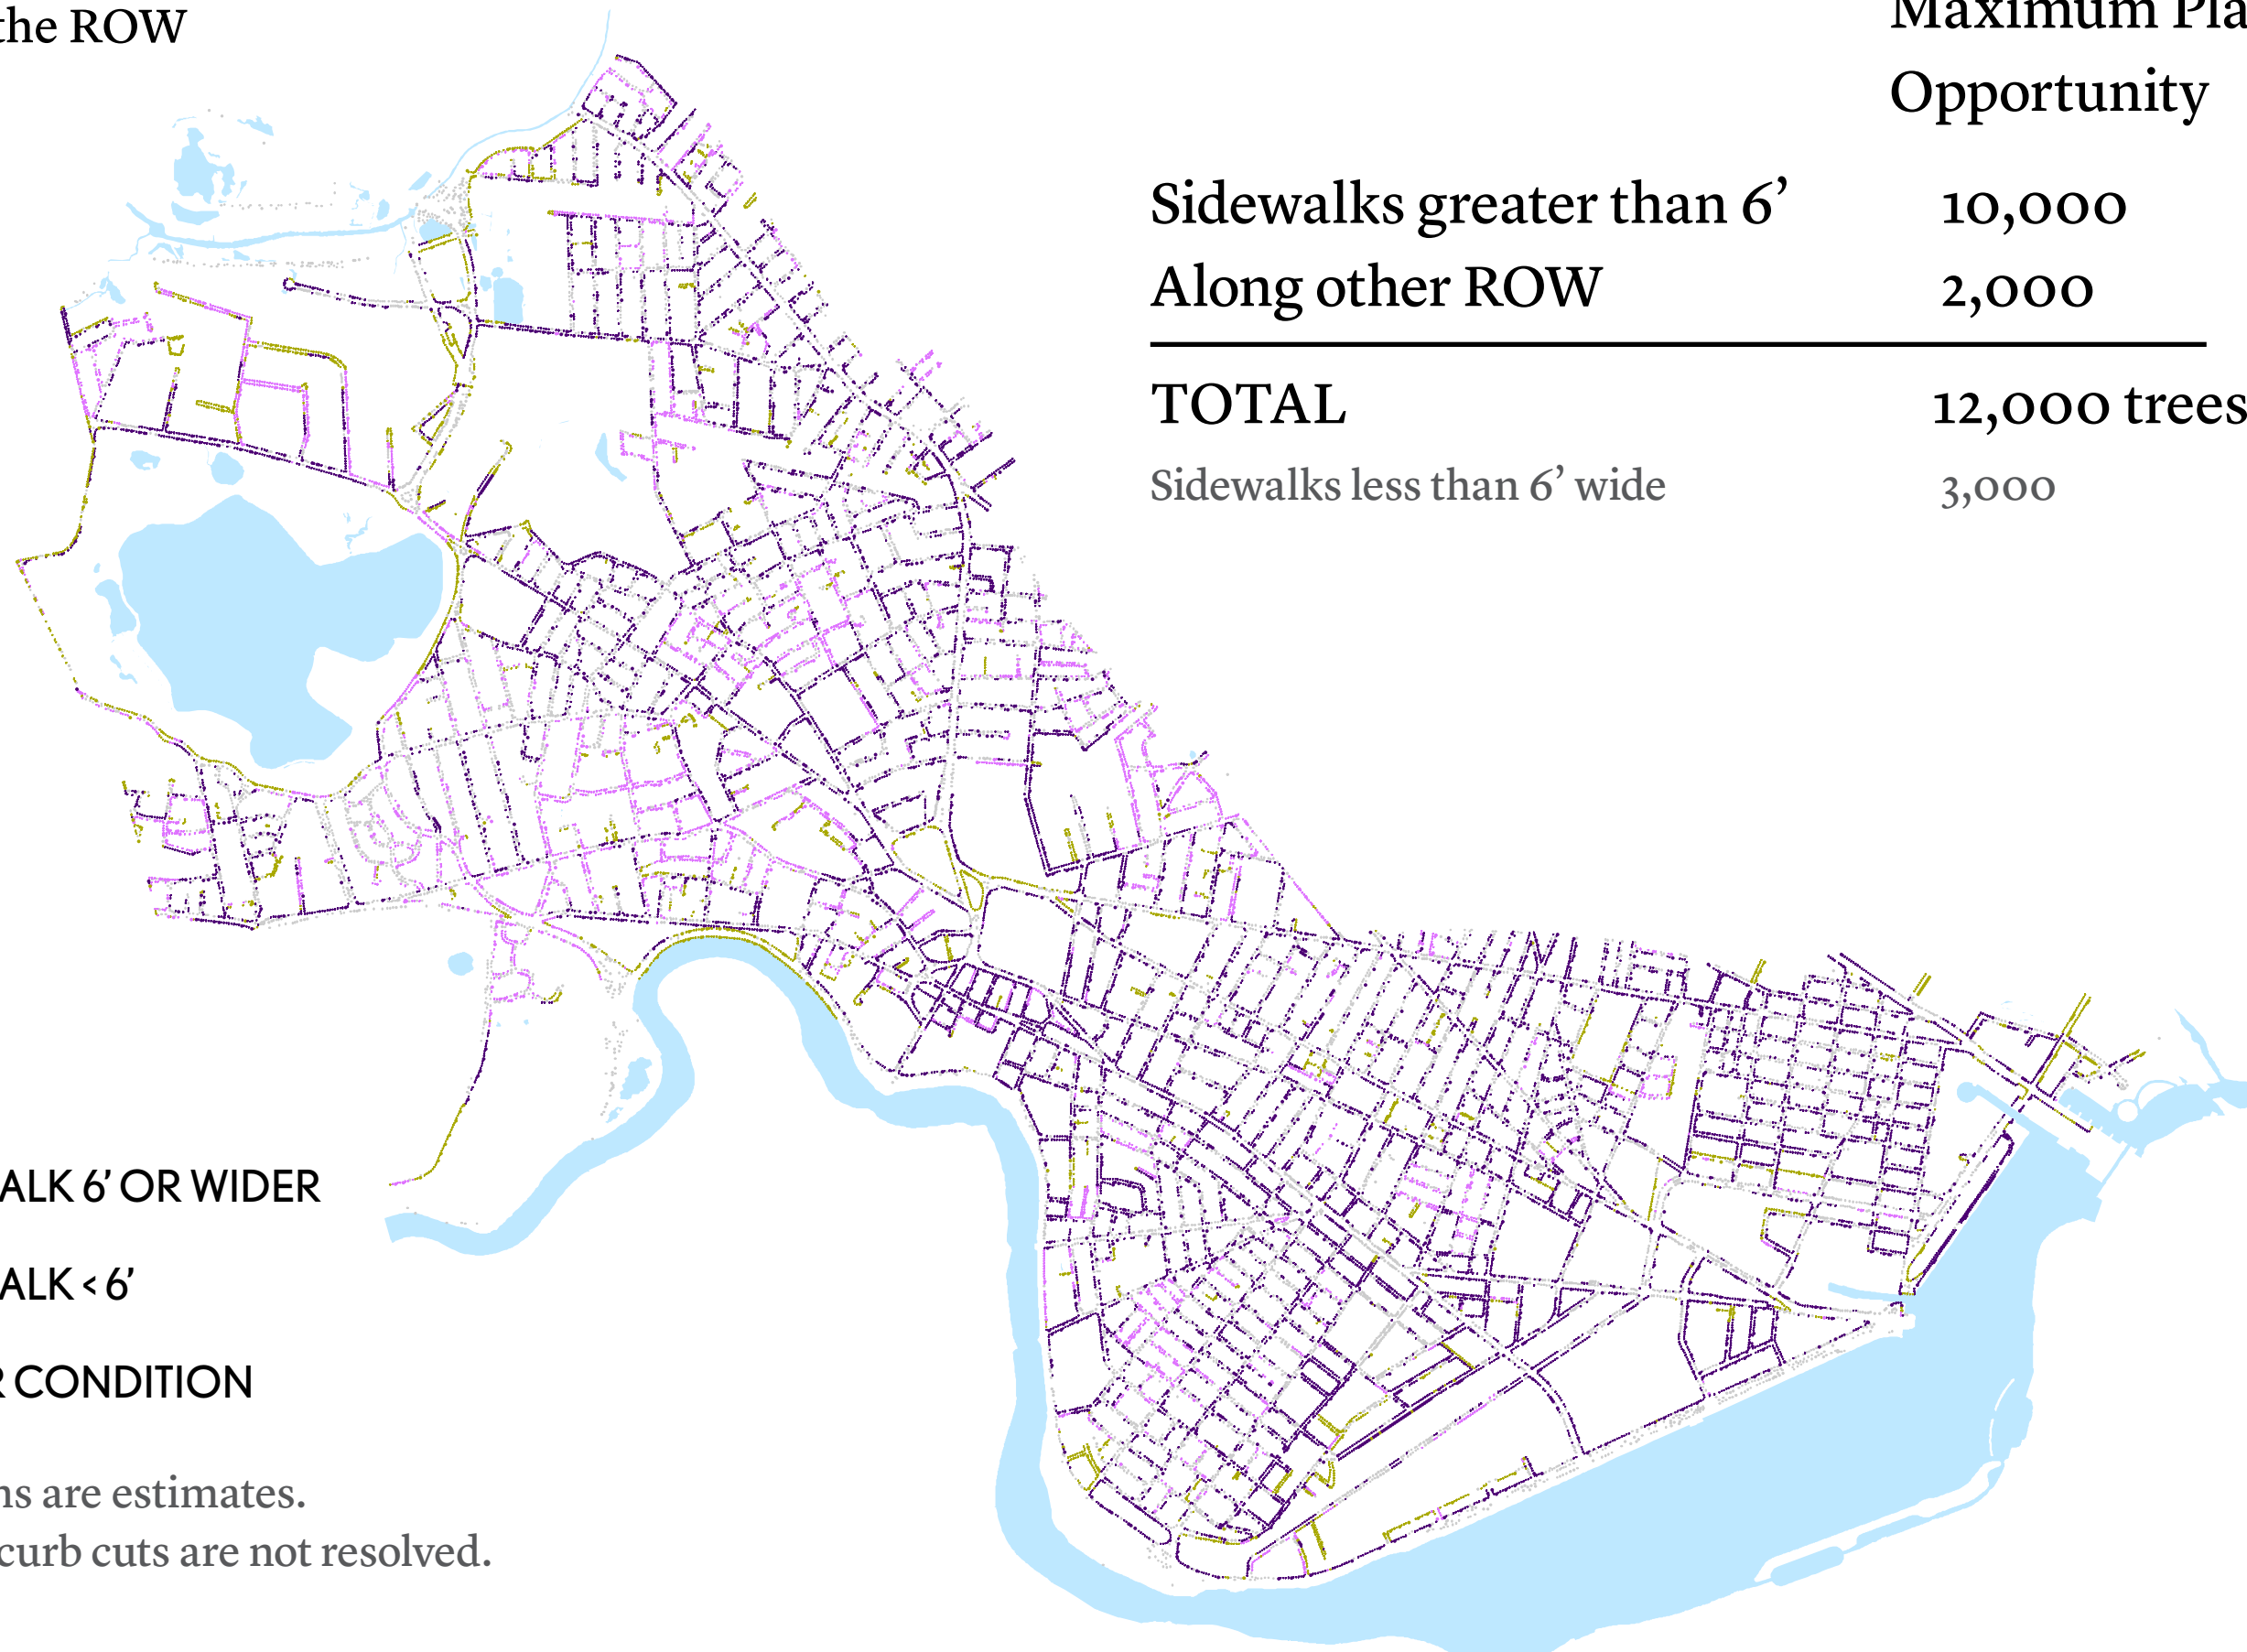 the ROW
Maximum Pla
Opportunity
Sidewalks greater than 6’ 10,000
Along other ROW 2,000
TOTAL 12,000 trees
Sidewalks less than 6’ wide 3,000
ALK 6’ OR WIDER
ALK < 6’
R CONDITION
ns are estimates.
curb cuts are not resolved.